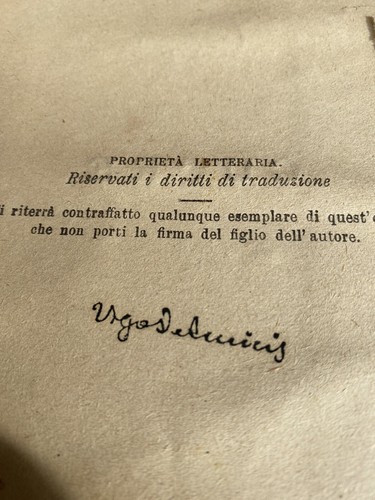 PROPRIETÀ LETTERARIA.
Riservati i diritti di traduzione
riterrà contraffatto qualunque esemplare di quest'
che non porti la firma del figlio dell'autore.
Ugo De Amicis